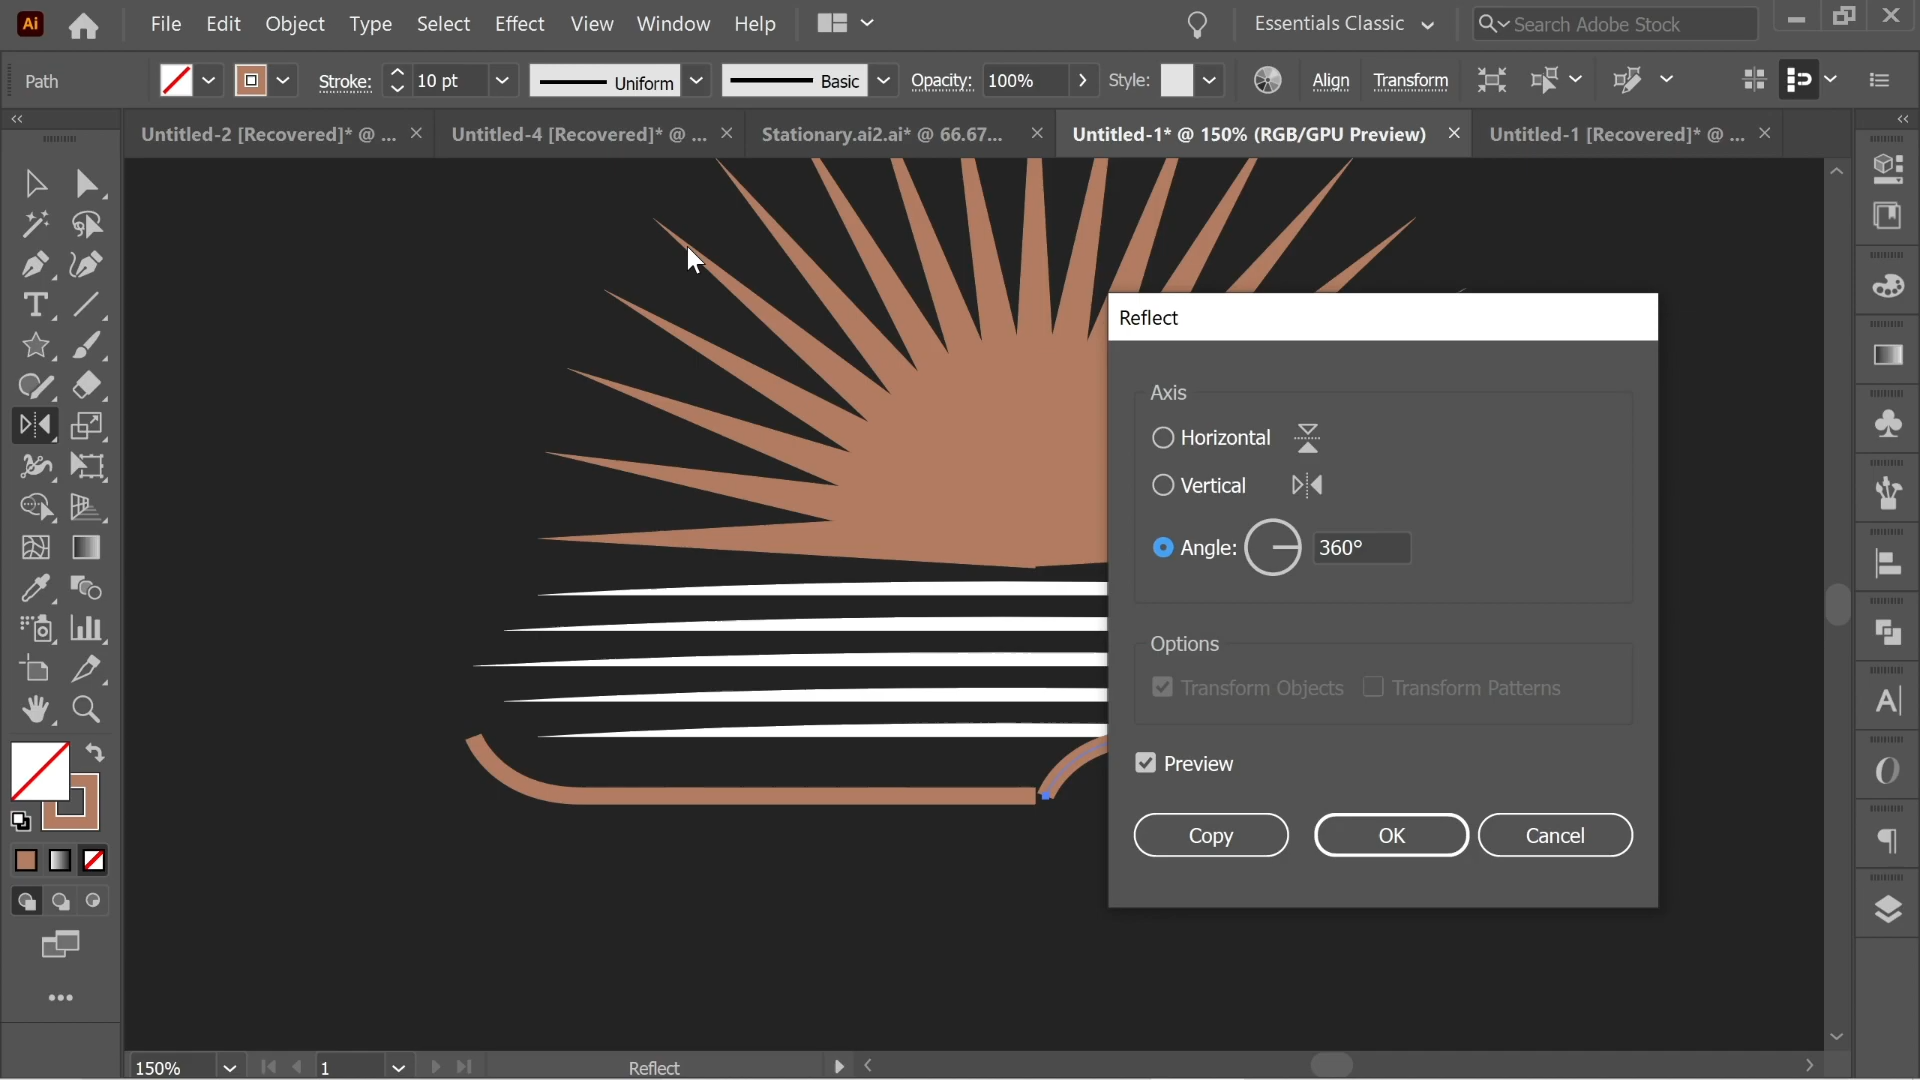 Ai File Edit Object Type Select Effect View Window Help Essentials Classic Search Adobe Stock
Path Stroke: 10 pt Uniform Basic Opacity: 100% Style: Align Transform
Untitled-2 [Recovered]* @ ... Untitled-4 [Recovered]* @ ... Stationary.ai2.ai* @ 66.67... Untitled-1* @ 150% (RGB/GPU Preview) Untitled-1 [Recovered]* @ ...
Reflect
Axis
Horizontal
Vertical
Angle: 360°
Options
Transform Objects Transform Patterns
Preview
Copy OK Cancel
150% 1 Reflect